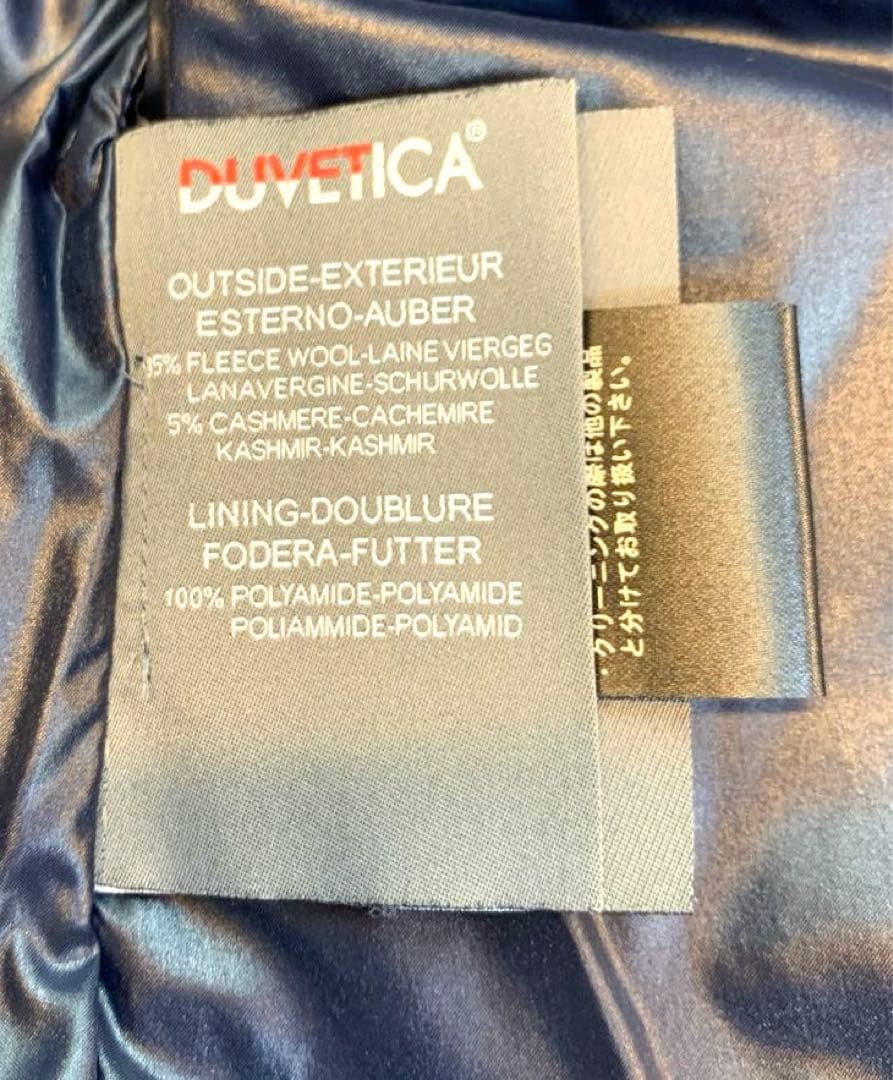 DUVETICA®
OUTSIDE-EXTERIEUR
ESTERNO-AUBER
95% FLEECE WOOL-LAINE VIERGEG
LANAVERGINE-SCHURWOLLE
5% CASHMERE-CACHEMIRE
KASHMIR-KASHMIR
LINING-DOUBLURE
FODERA-FUTTER
100% POLYAMIDE-POLYAMIDE
POLIAMMIDE-POLYAMID
・クリーニングの際は他の製品
と分けてお取り扱い下さい。